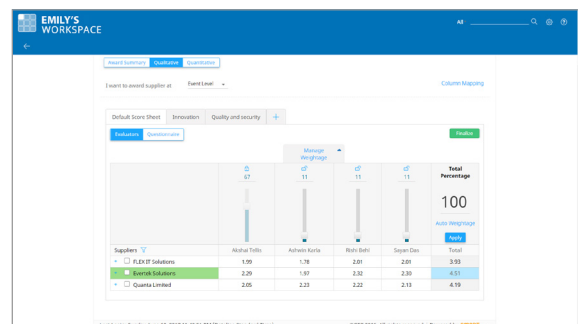 EMILY'S
WORKSPACE
All
Award Summary Qualitative Quantitative
I want to award supplier at Event Level
Column Mapping
Default Score Sheet Innovation Quality and security +
Evaluators Questionnaire
Finalize
Manage
Weightage
67 11 11 11
Total
Percentage
100
Auto Weightage
Apply
Suppliers Akshai Tellis Ashwin Korla Rishi Behl Sayan Das Total
FLEX IT Solutions 1.99 1.78 2.01 2.01 3.93
Evertek Solutions 2.29 1.97 2.32 2.30 4.51
Quanta Limited 2.05 2.23 2.22 2.13 4.19